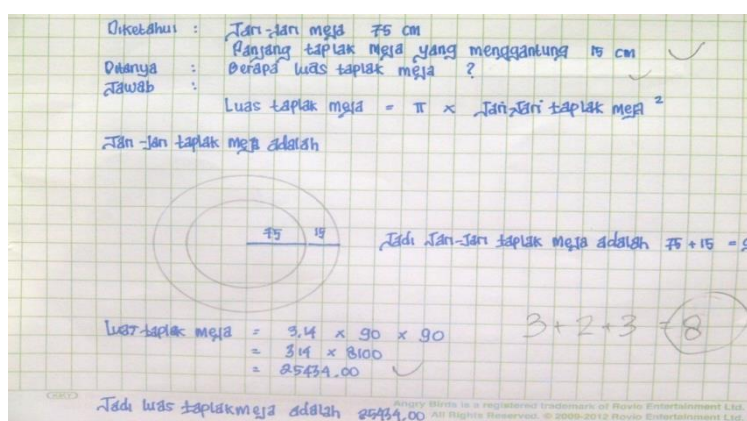 Diketahui : Jari-Jari meja 75 cm
Panjang taplak meja yang menggantung 15 cm
Ditanya : Berapa luas taplak meja ?
Jawab :
Luas taplak meja = π × Jari-Jari taplak meja ²
Jari-jari taplak meja adalah
75 15
Jadi Jari-Jari taplak meja adalah 75 + 15 =
Luas taplak meja = 3,14 × 90 × 90
= 3,14 × 8100
= 25434.00
3 + 2 + 3 = 8
Jadi luas taplakmeja adalah 25434,00
Angry Birds is a registered trademark of Rovio Entertainment Ltd.
All Rights Reserved. © 2009-2012 Rovio Entertainment Ltd.